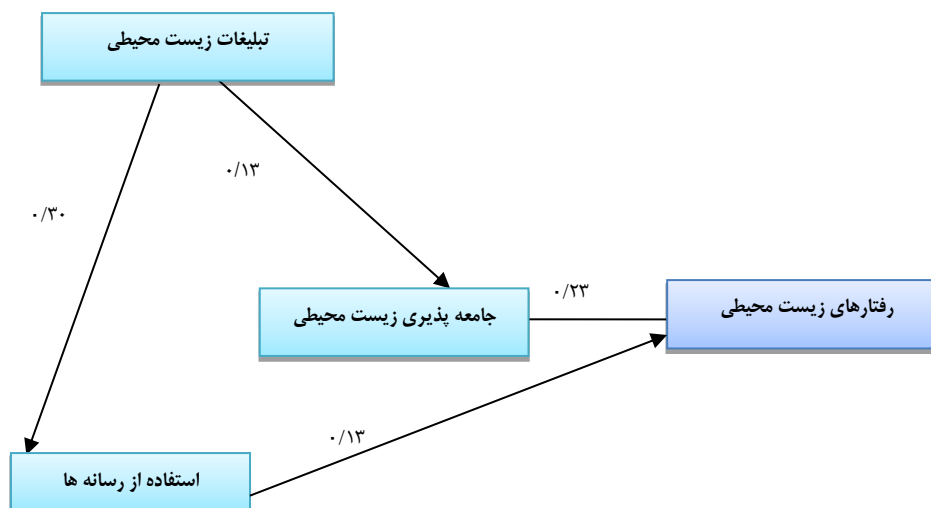 تبلیغات زیست محیطی
۰/۱۳
۰/۳۰
۰/۲۳
رفتارهای زیست محیطی
جامعه پذیری زیست محیطی
۰/۱۳
استفاده از رسانه ها